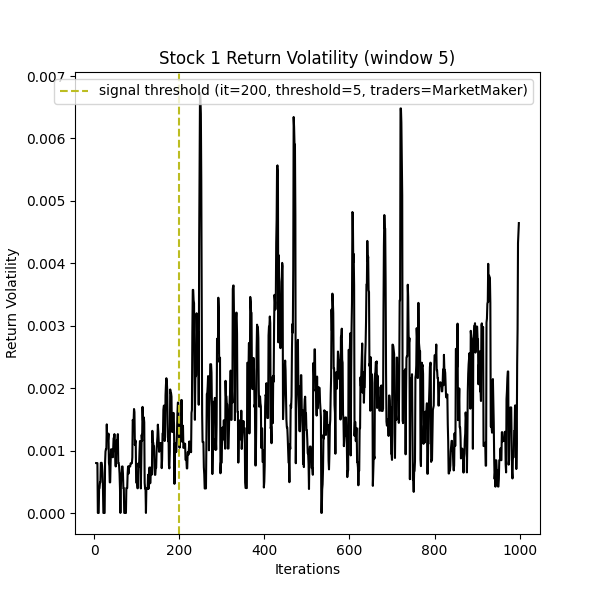 Stock 1 Return Volatility (window 5)
signal threshold (it=200, threshold=5, traders=MarketMaker)
0.007
0.006
0.005
0.004
0.003
0.002
0.001
0.000
Return Volatility
0 200 400 600 800 1000
Iterations